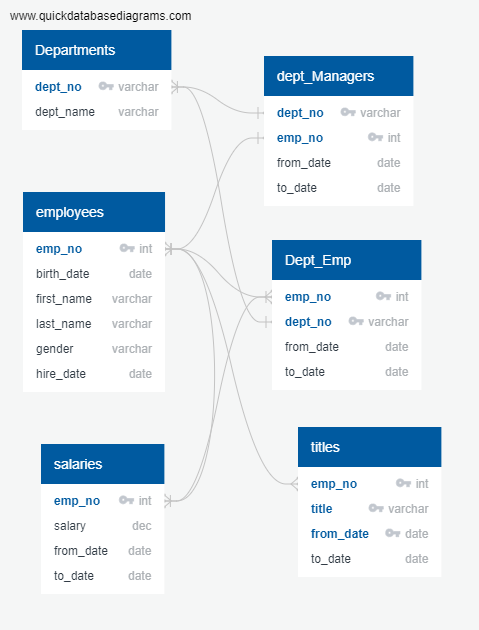 www.quickdatabasediagrams.com
Departments
dept_no varchar
dept_name varchar
dept_Managers
dept_no varchar
emp_no int
from_date date
to_date date
employees
emp_no int
birth_date date
first_name varchar
last_name varchar
gender varchar
hire_date date
Dept_Emp
emp_no int
dept_no varchar
from_date date
to_date date
salaries
emp_no int
salary dec
from_date date
to_date date
titles
emp_no int
title varchar
from_date date
to_date date